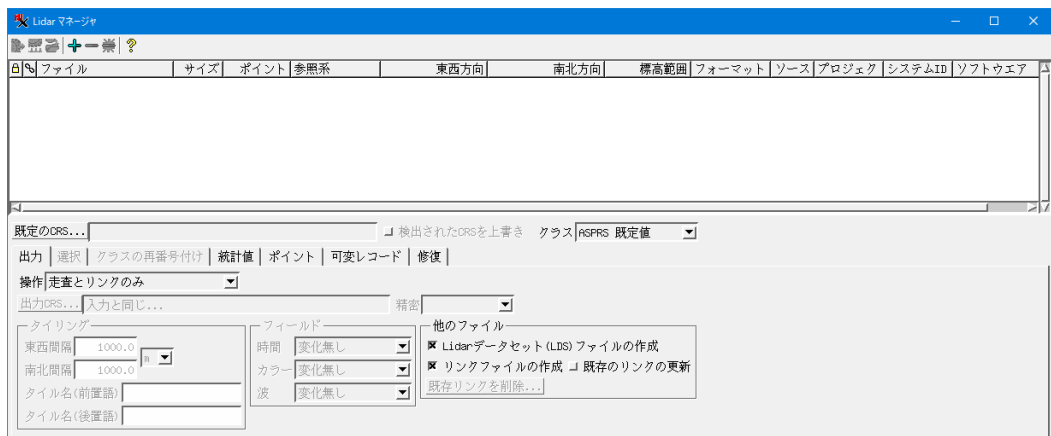 Lidar マネージャ
ファイル サイズ ポイント 参照系 東西方向 南北方向 標高範囲 フォーマット ソース プロジェク システムID ソフトウエア
既定のCRS... 検出されたCRSを上書き クラス ASPRS 既定値
出力 選択 クラスの再番号付け 統計値 ポイント 可変レコード 修復
操作 走査とリンクのみ
出力CRS... 入力と同じ... 精密
タイリング
東西間隔 1000.0
南北間隔 1000.0
m
タイル名(前置語)
タイル名(後置語)
フィールド
時間 変化無し
カラー 変化無し
波 変化無し
他のファイル
Lidarデータセット(LDS)ファイルの作成
リンクファイルの作成 既存のリンクの更新
既存リンクを削除...